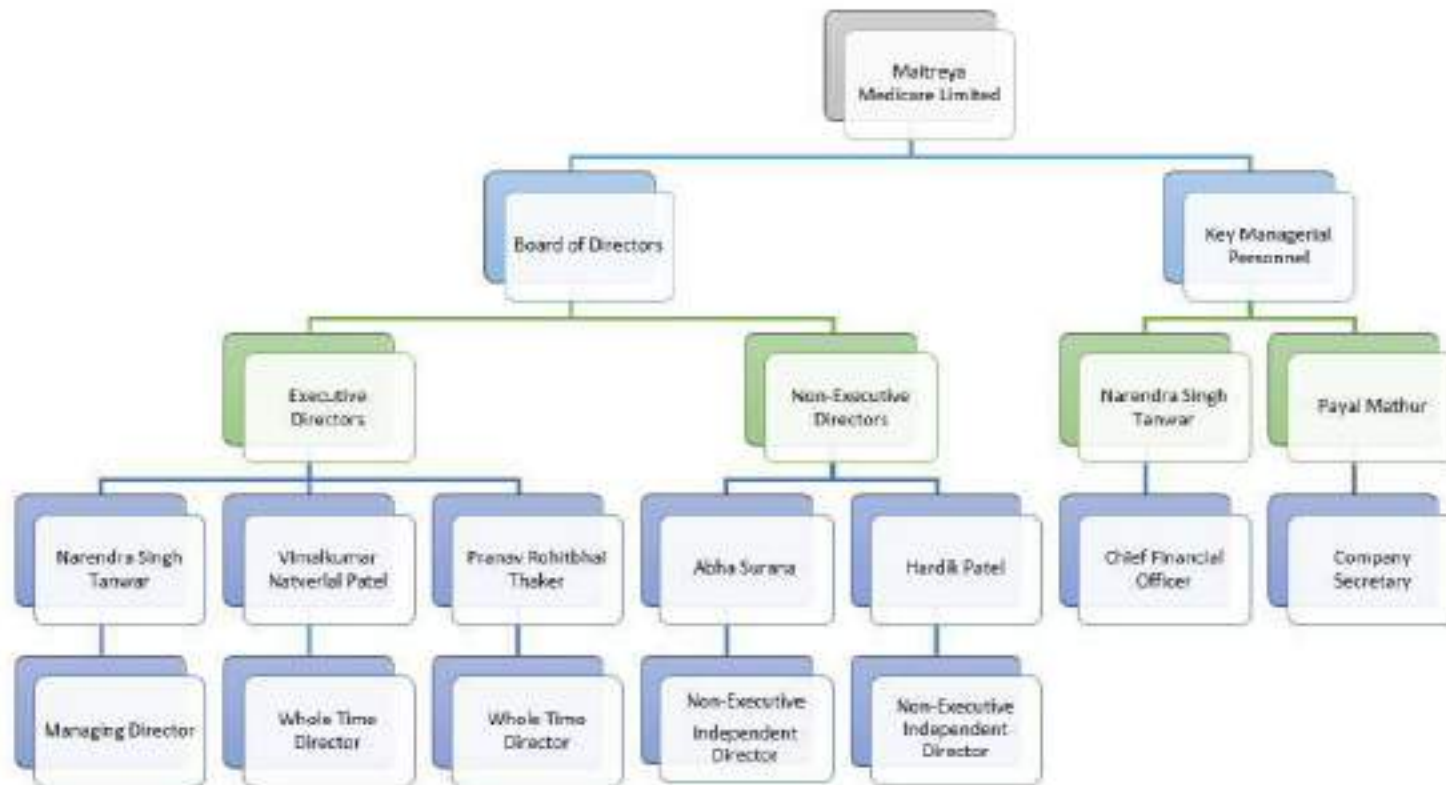 Maitreya
Medicare Limited
Board of Directors
Key Managerial
Personnel
Executive
Directors
Non-Executive
Directors
Narendra Singh
Tanwar
Payal Mathur
Narendra Singh
Tanwar
Vimalkumar
Natverlal Patel
Pranav Rohitbhai
Thaker
Abha Surana
Hardik Patel
Chief Financial
Officer
Company
Secretary
Managing Director
Whole Time
Director
Whole Time
Director
Non-Executive
Independent
Director
Non-Executive
Independent
Director